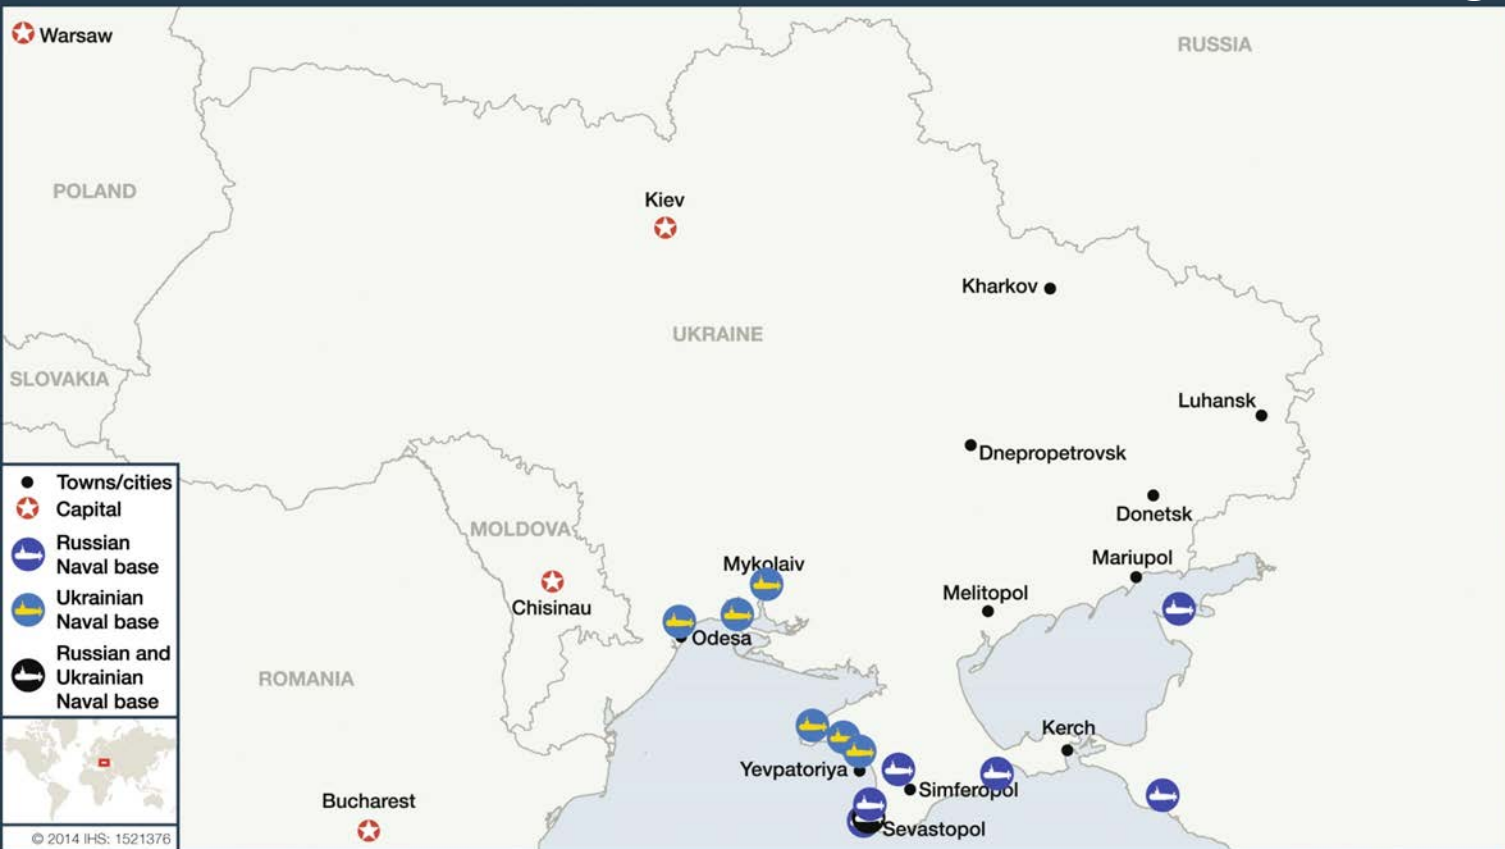 Warsaw
RUSSIA
POLAND
Kiev
Kharkov
UKRAINE
SLOVAKIA
Luhansk
Dnepropetrovsk
Donetsk
MOLDOVA
Mykolaiv
Mariupol
Melitopol
Chisinau
Odesa
ROMANIA
Kerch
Yevpatoriya
Simferopol
Bucharest
Sevastopol
Towns/cities
Capital
Russian
Naval base
Ukrainian
Naval base
Russian and
Ukrainian
Naval base
© 2014 IHS: 1521376